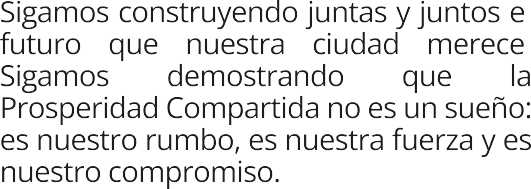 Sigamos construyendo juntas y juntos e
futuro que nuestra ciudad merece
Sigamos demostrando que la
Prosperidad Compartida no es un sueño:
es nuestro rumbo, es nuestra fuerza y es
nuestro compromiso.